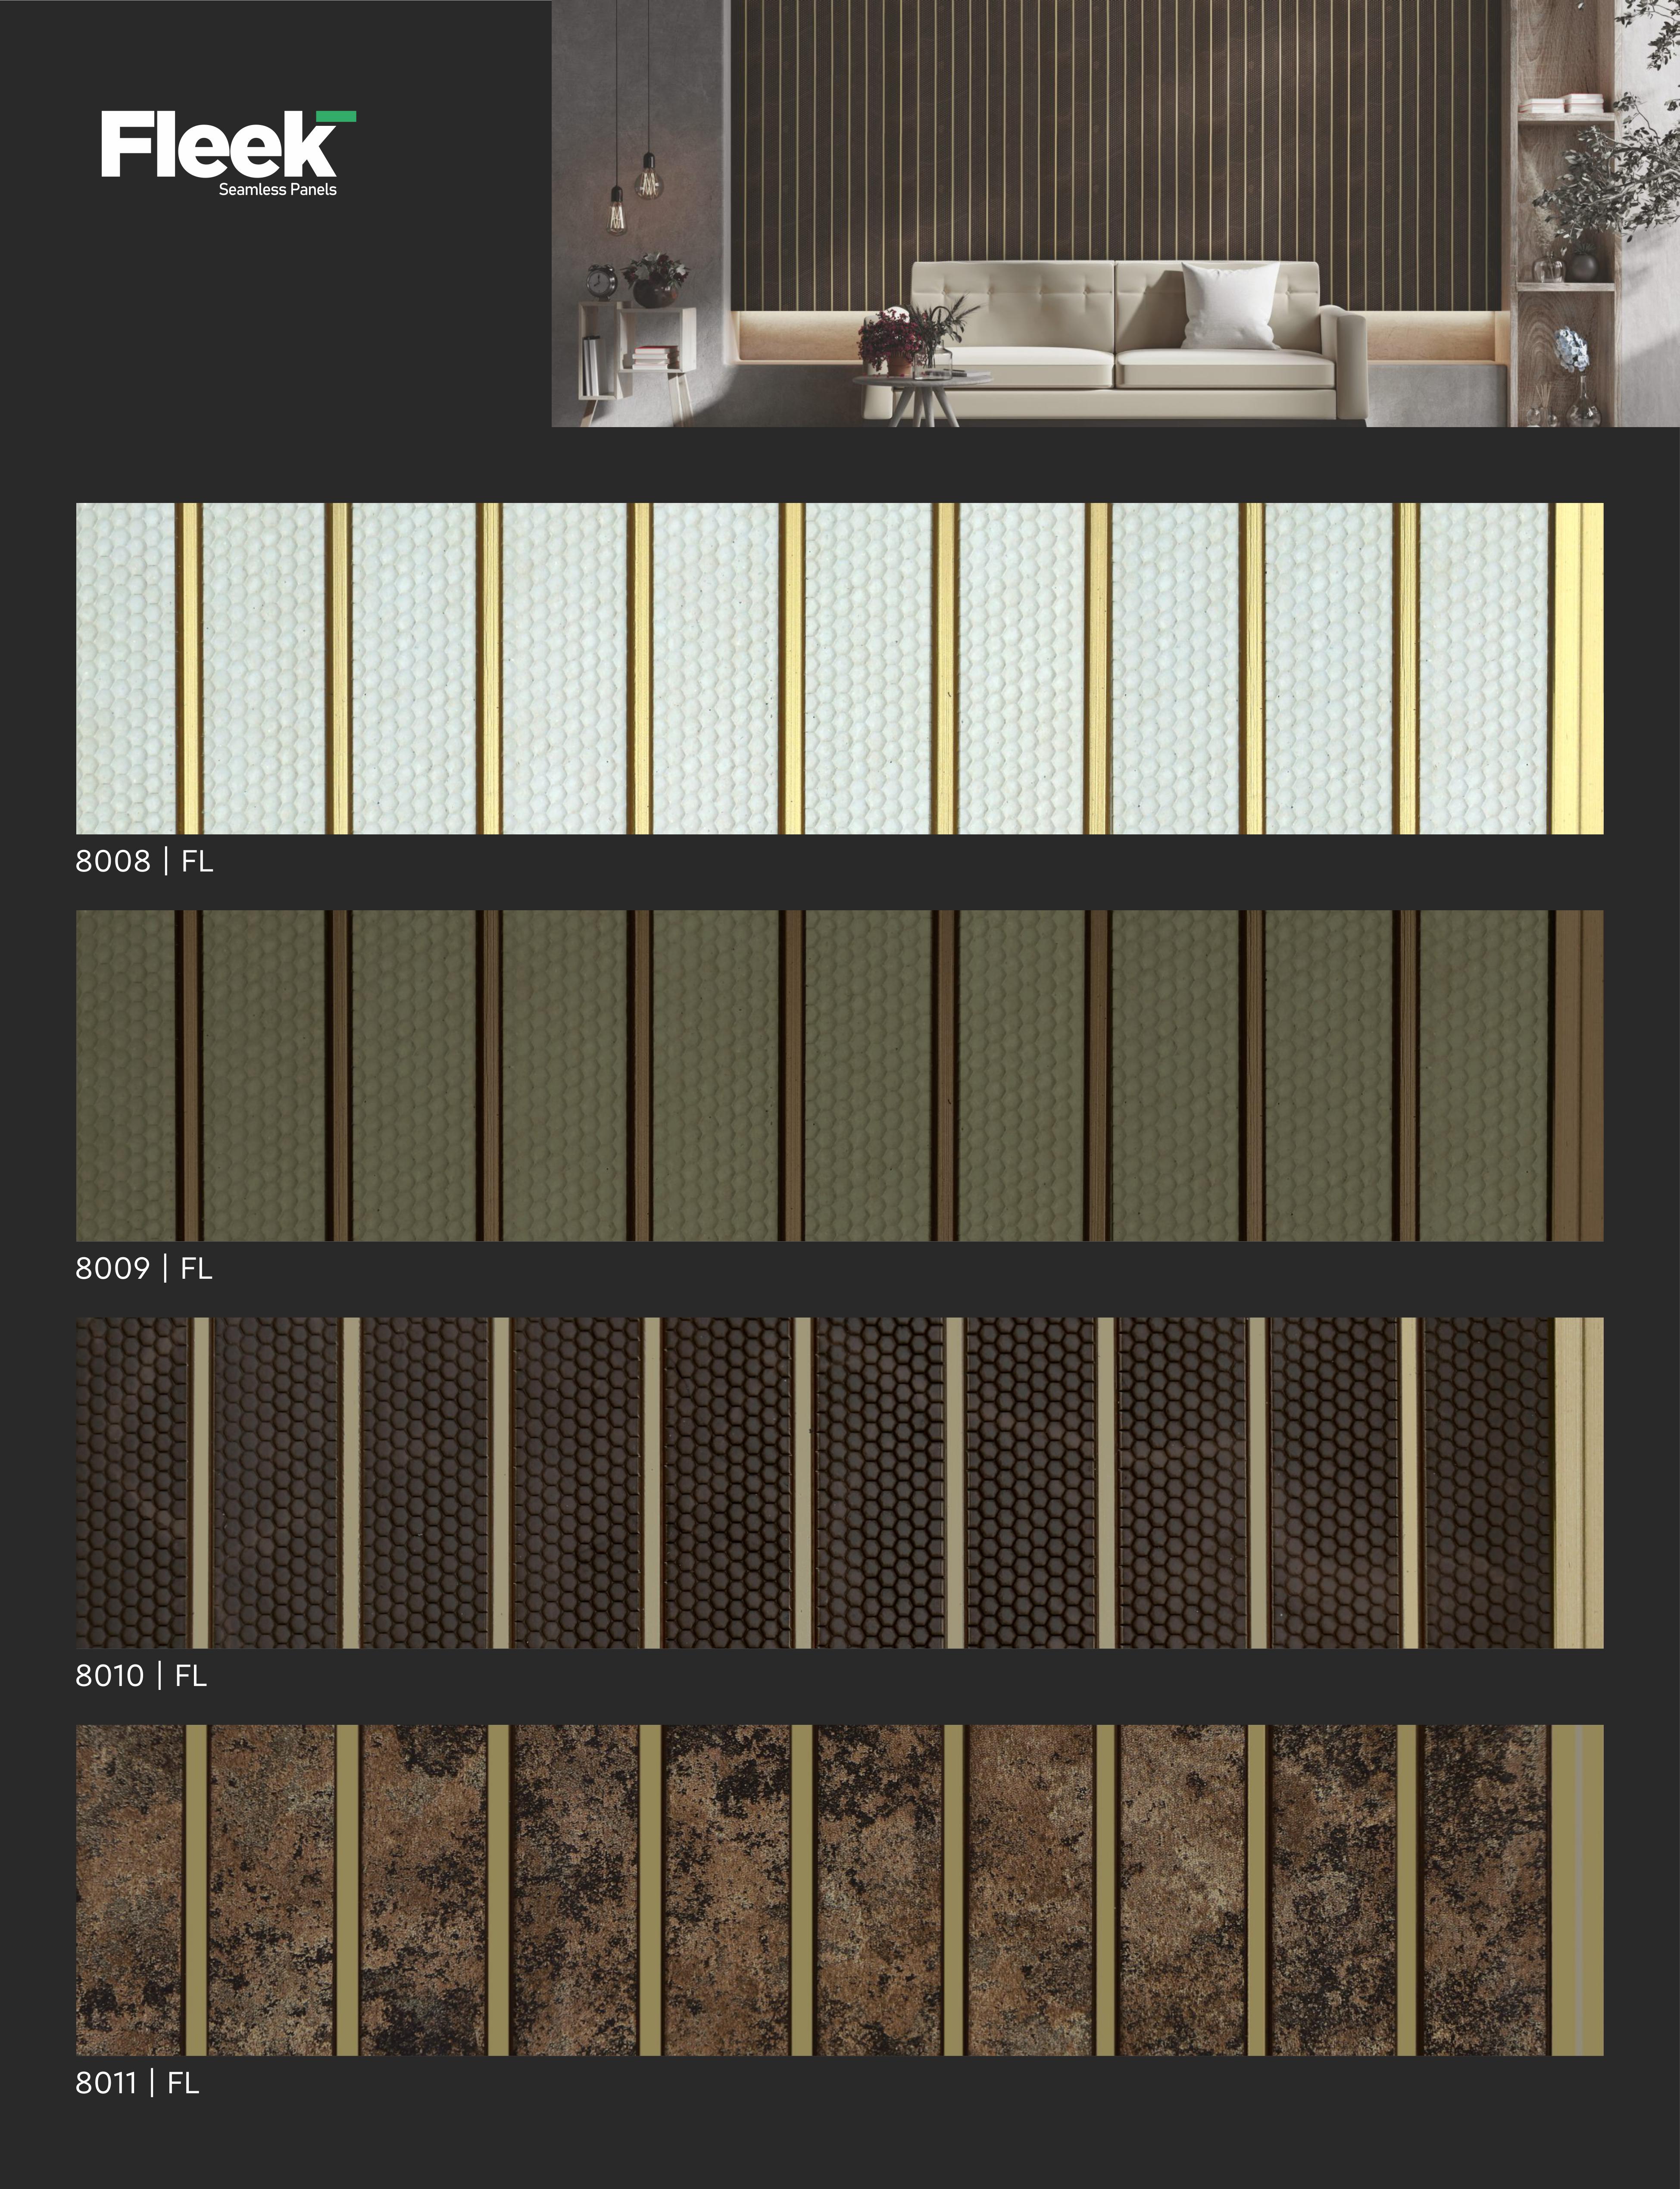 Fleek
Seamless Panels
8008 | FL
8009 | FL
8010 | FL
8011 | FL